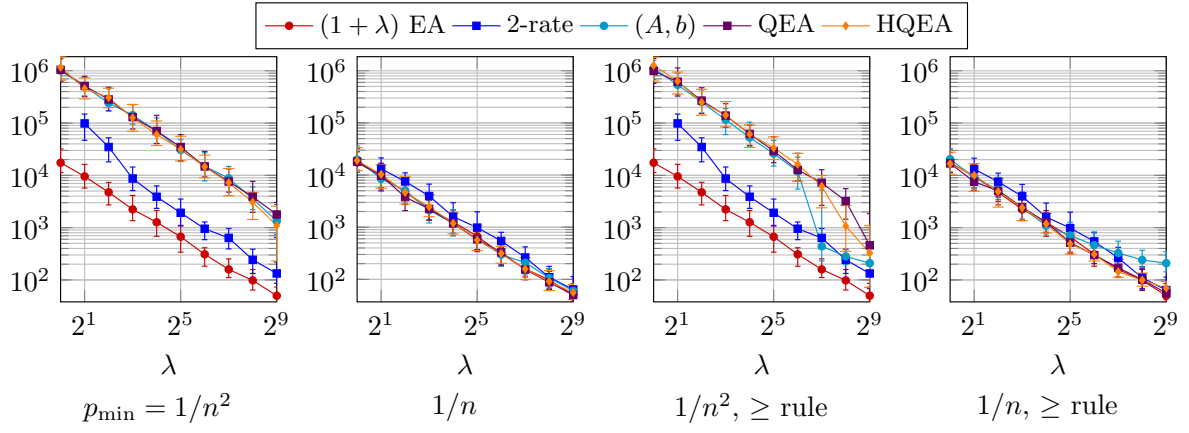 (1 + λ) EA 2-rate (A, b) QEA HQEA
10^6 10^6 10^6 10^6
10^5 10^5 10^5 10^5
10^4 10^4 10^4 10^4
10^3 10^3 10^3 10^3
10^2 10^2 10^2 10^2
2^1 2^5 2^9 2^1 2^5 2^9 2^1 2^5 2^9 2^1 2^5 2^9
λ λ λ λ
p_min = 1/n^2 1/n 1/n^2, ≥ rule 1/n, ≥ rule